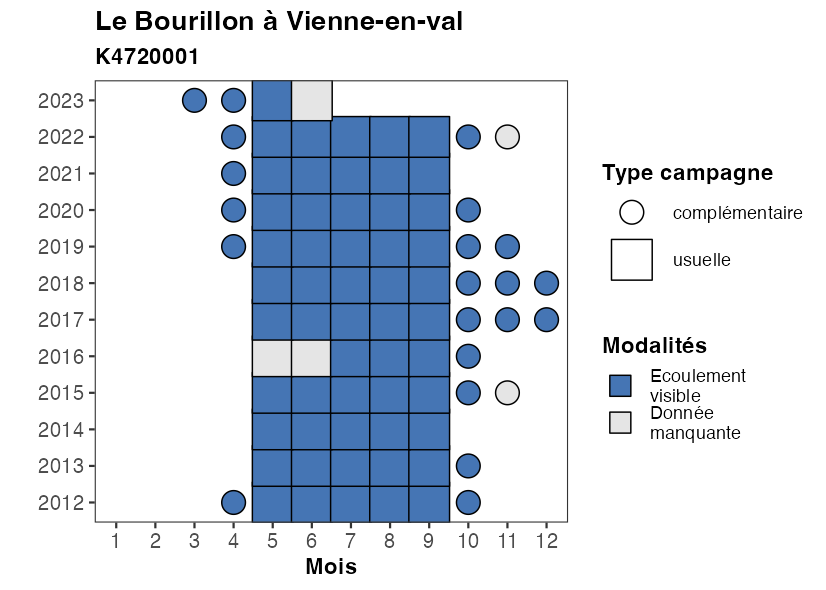 Le Bourillon à Vienne-en-val
K4720001
2023
2022
2021
2020
2019
2018
2017
2016
2015
2014
2013
2012
1 2 3 4 5 6 7 8 9 10 11 12
Mois
Type campagne
complémentaire
usuelle
Modalités
Ecoulement
visible
Donnée
manquante